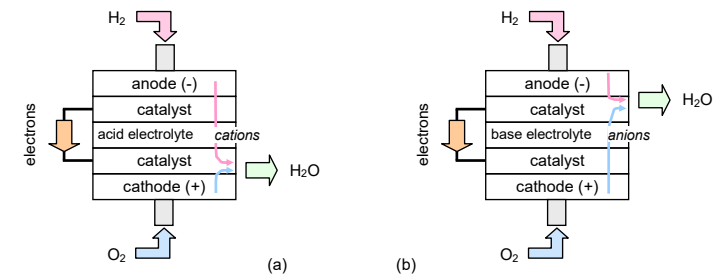 H2
anode (-)
catalyst
acid electrolyte
cations
catalyst
cathode (+)
electrons
H2O
O2
(a)
H2
anode (-)
catalyst
base electrolyte
anions
catalyst
cathode (+)
electrons
H2O
O2
(b)